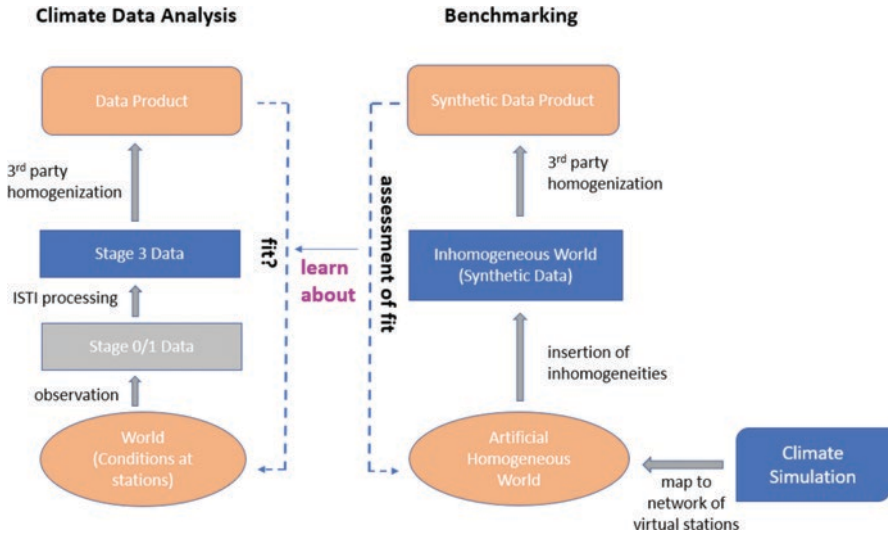 Climate Data Analysis
Data Product
3rd party
homogenization
Stage 3 Data
ISTI processing
Stage 0/1 Data
observation
World
(Conditions at
stations)
fit?
learn
about
Benchmarking
Synthetic Data Product
3rd party
homogenization
assessment of fit
Inhomogeneous World
(Synthetic Data)
insertion of
inhomogeneities
Artificial
Homogeneous
World
map to
network of
virtual stations
Climate
Simulation